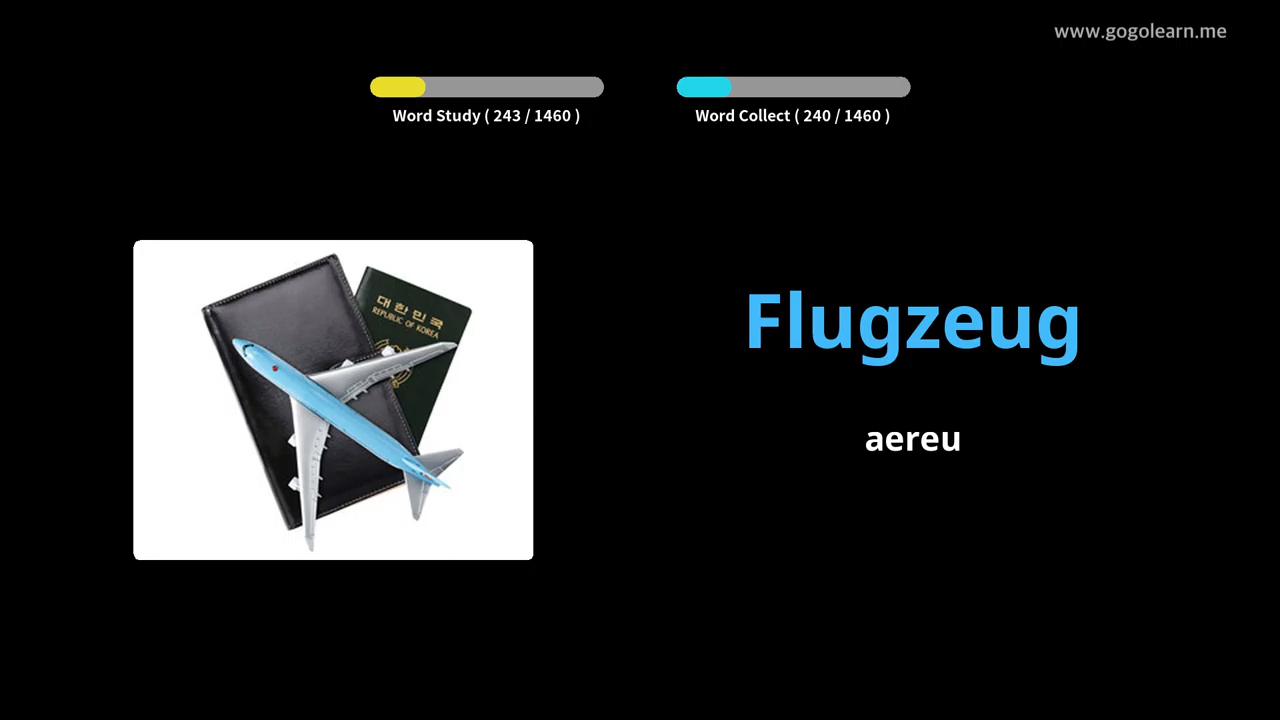 www.gogolearn.me
Word Study ( 243 / 1460 )
Word Collect ( 240 / 1460 )
대한민국
REPUBLIC OF KOREA
Flugzeug
aereu